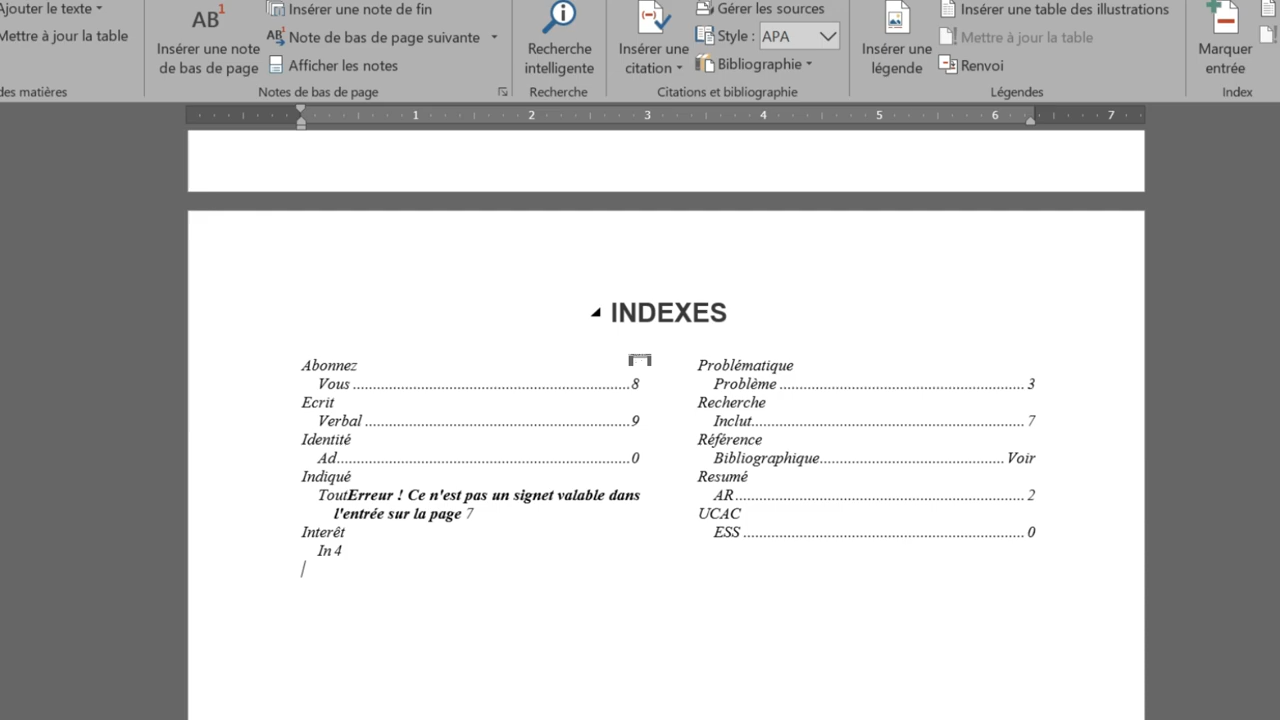 Ajouter le texte
Mettre à jour la table
des matières
AB1
Insérer une note
de bas de page
Insérer une note de fin
AB1 Note de bas de page suivante
Afficher les notes
Notes de bas de page
Recherche
intelligente
Recherche
Insérer une
citation
Gérer les sources
Style : APA
Bibliographie
Citations et bibliographie
Insérer une
légende
Insérer une table des illustrations
Mettre à jour la table
Renvoi
Légendes
Marquer
entrée
Index
1 2 3 4 5 6 7
INDEXES
Abonnez
Vous ................................................................8
Ecrit
Verbal ..............................................................9
Identité
Ad....................................................................0
Indiqué
ToutErreur ! Ce n'est pas un signet valable dans
l'entrée sur la page 7
Interêt
In 4
Problématique
Problème .......................................................... 3
Recherche
Inclut................................................................ 7
Référence
Bibliographique............................................ Voir
Resumé
AR .................................................................... 2
UCAC
ESS .................................................................. 0